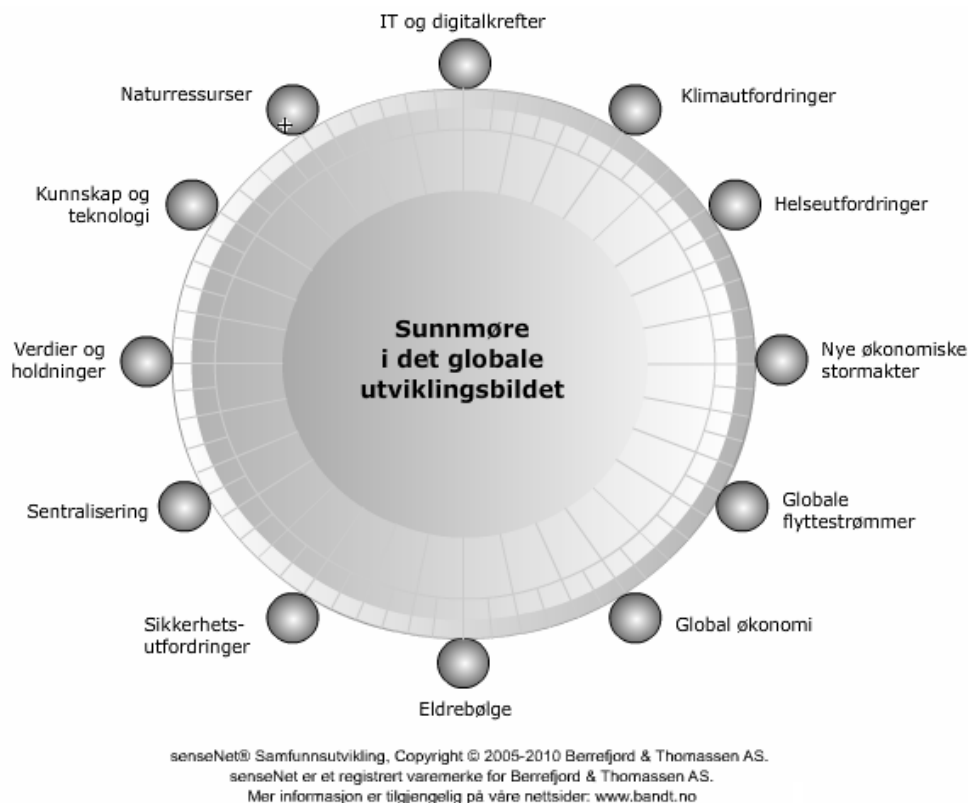 IT og digitalkrefter
Klimautfordringer
Helseutfordringer
Nye økonomiske
stormakter
Globale
flyttestrømmer
Global økonomi
Eldrebølge
Sikkerhets-
utfordringer
Sentralisering
Verdier og
holdninger
Kunnskap og
teknologi
Naturressurser
Sunnmøre
i det globale
utviklingsbildet
senseNet® Samfunnsutvikling, Copyright © 2005-2010 Berrefjord & Thomassen AS.
senseNet er et registrert varemerke for Berrefjord & Thomassen AS.
Mer informasjon er tilgjengelig på våre nettsider: www.bandt.no